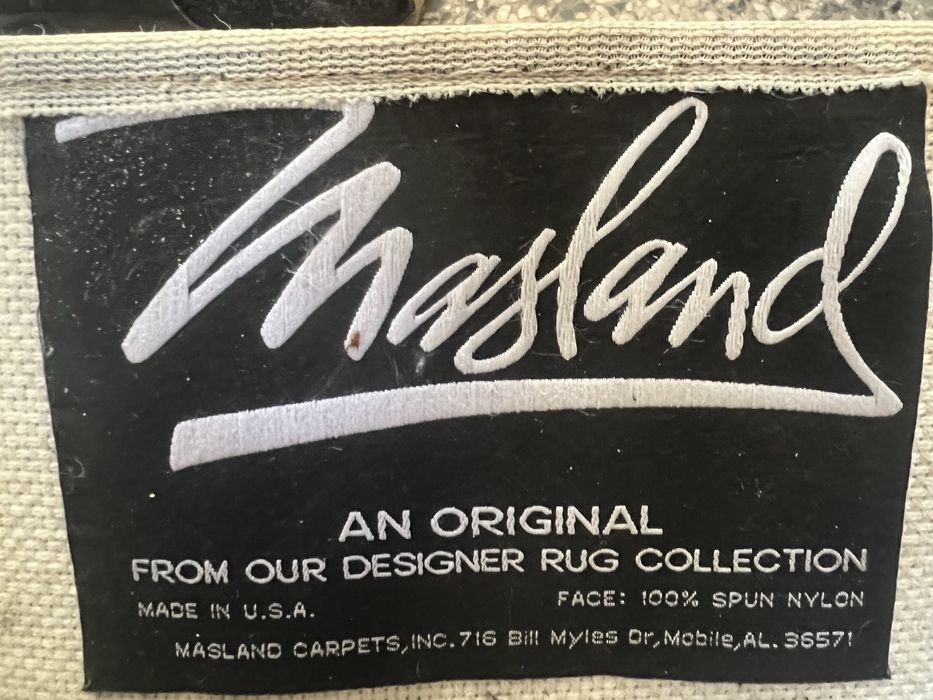 Masland
AN ORIGINAL
FROM OUR DESIGNER RUG COLLECTION
MADE IN U.S.A.
FACE: 100% SPUN NYLON
MASLAND CARPETS,INC.716 Bill Myles Dr,Mobile,AL.36571